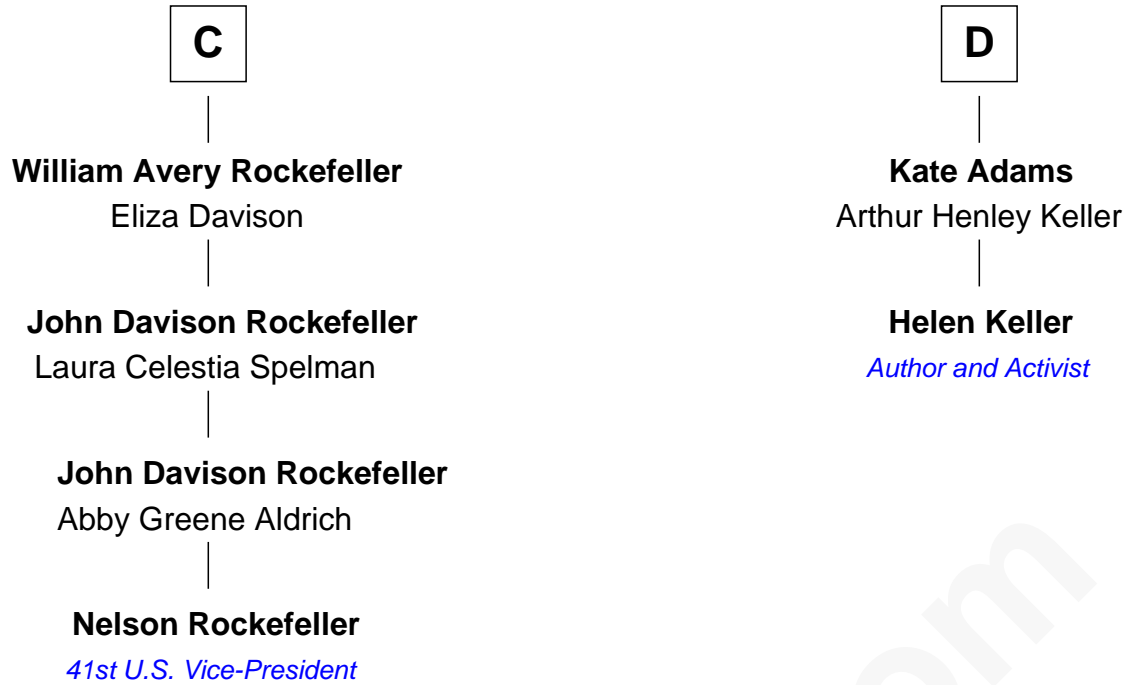 C
William Avery Rockefeller
Eliza Davison
John Davison Rockefeller
Laura Celestia Spelman
John Davison Rockefeller
Abby Greene Aldrich
Nelson Rockefeller
41st U.S. Vice-President
D
Kate Adams
Arthur Henley Keller
Helen Keller
Author and Activist
om